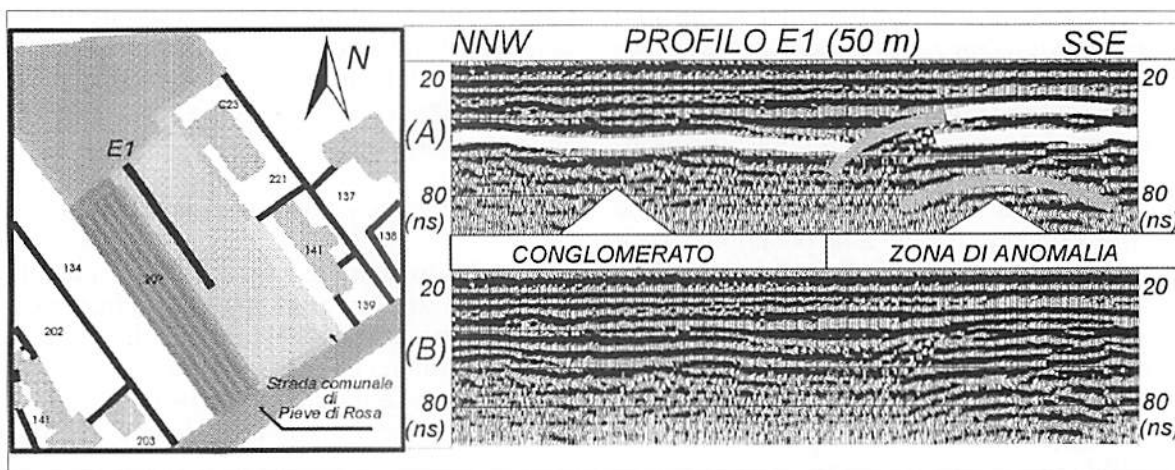 N
E1
C23
221
137
138
141
139
134
202
203
141
Strada comunale
di
Pieve di Rosa
NNW PROFILO E1 (50 m) SSE
20 20
(A)
80 80
(ns) (ns)
CONGLOMERATO ZONA DI ANOMALIA
20 20
(B)
80 80
(ns) (ns)